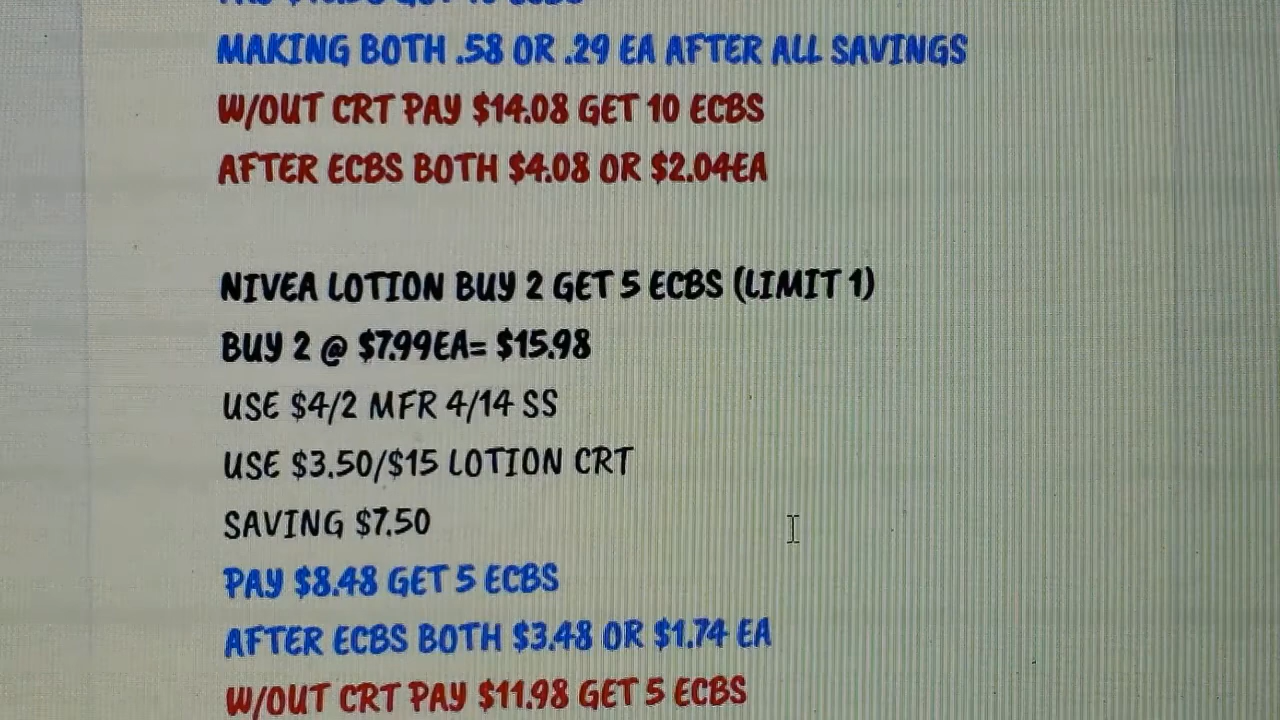 MAKING BOTH .58 OR .29 EA AFTER ALL SAVINGS
W/OUT CRT PAY $14.08 GET 10 ECBS
AFTER ECBS BOTH $4.08 OR $2.04EA
NIVEA LOTION BUY 2 GET 5 ECBS (LIMIT 1)
BUY 2 @ $7.99EA= $15.98
USE $4/2 MFR 4/14 SS
USE $3.50/$15 LOTION CRT
SAVING $7.50
PAY $8.48 GET 5 ECBS
AFTER ECBS BOTH $3.48 OR $1.74 EA
W/OUT CRT PAY $11.98 GET 5 ECBS